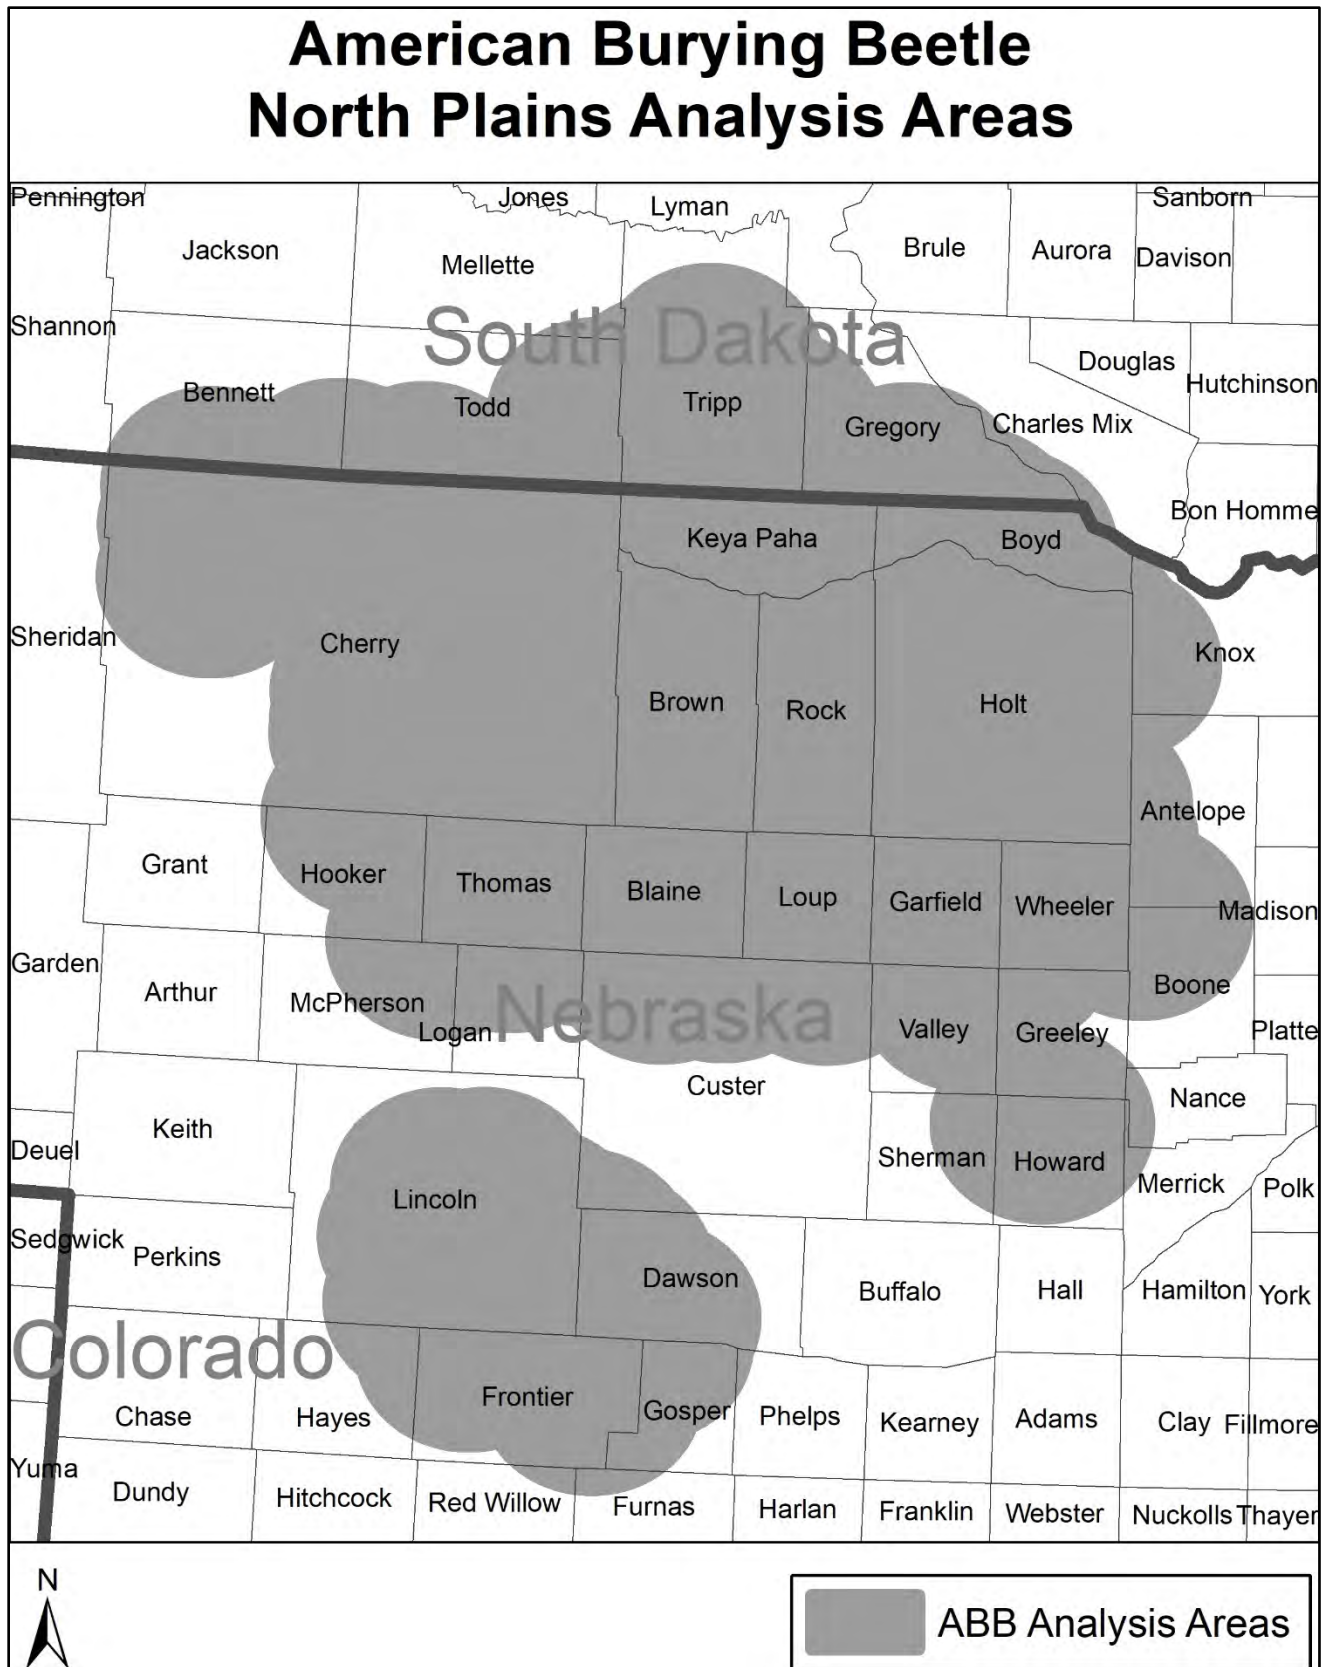 American Burying Beetle
North Plains Analysis Areas
Pennington
Jones
Lyman
Sanborn
Jackson
Mellette
Brule
Aurora
Davison
Shannon
South Dakota
Douglas
Hutchinson
Bennett
Todd
Tripp
Gregory
Charles Mix
Bon Homme
Keya Paha
Boyd
Sheridan
Cherry
Knox
Brown
Rock
Holt
Antelope
Grant
Hooker
Thomas
Blaine
Loup
Garfield
Wheeler
Madison
Garden
Arthur
McPherson
Logan
Nebraska
Valley
Greeley
Boone
Platte
Custer
Nance
Keith
Deuel
Sherman
Howard
Merrick
Polk
Lincoln
Sedgwick
Perkins
Dawson
Buffalo
Hall
Hamilton
York
Colorado
Chase
Hayes
Frontier
Gosper
Phelps
Kearney
Adams
Clay
Fillmore
Yuma
Dundy
Hitchcock
Red Willow
Furnas
Harlan
Franklin
Webster
Nuckolls
Thayer
N
ABB Analysis Areas